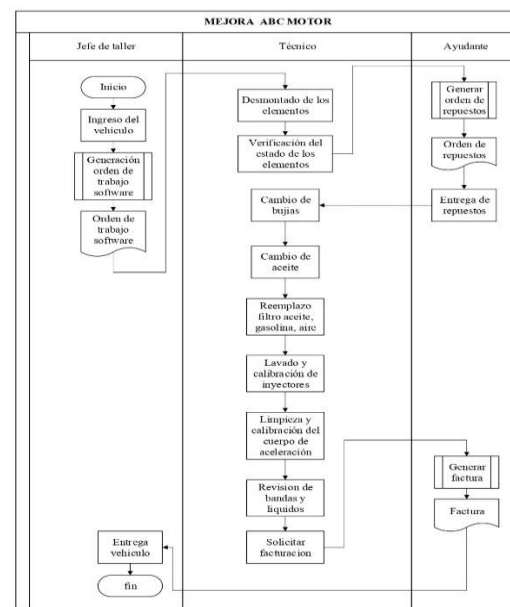 MEJORA ABC MOTOR
Jefe de taller
Técnico
Ayudante
Inicio
Ingreso del
vehiculo
Generación
orden de
trabajo
software
Orden de
trabajo
software
Desmontado de los
elementos
Verificación del
estado de los
elementos
Generar
orden de
repuestos
Orden de
repuestos
Entrega de
repuestos
Cambio de
bujias
Cambio de
aceite
Reemplazo
filtro aceite,
gasolina, aire
Lavado y
calibración de
inyectores
Limpieza y
calibración del
cuerpo de
aceleración
Revision de
bandas y
liquidos
Solicitar
facturacion
Generar
factura
Factura
Entrega
vehiculo
fin